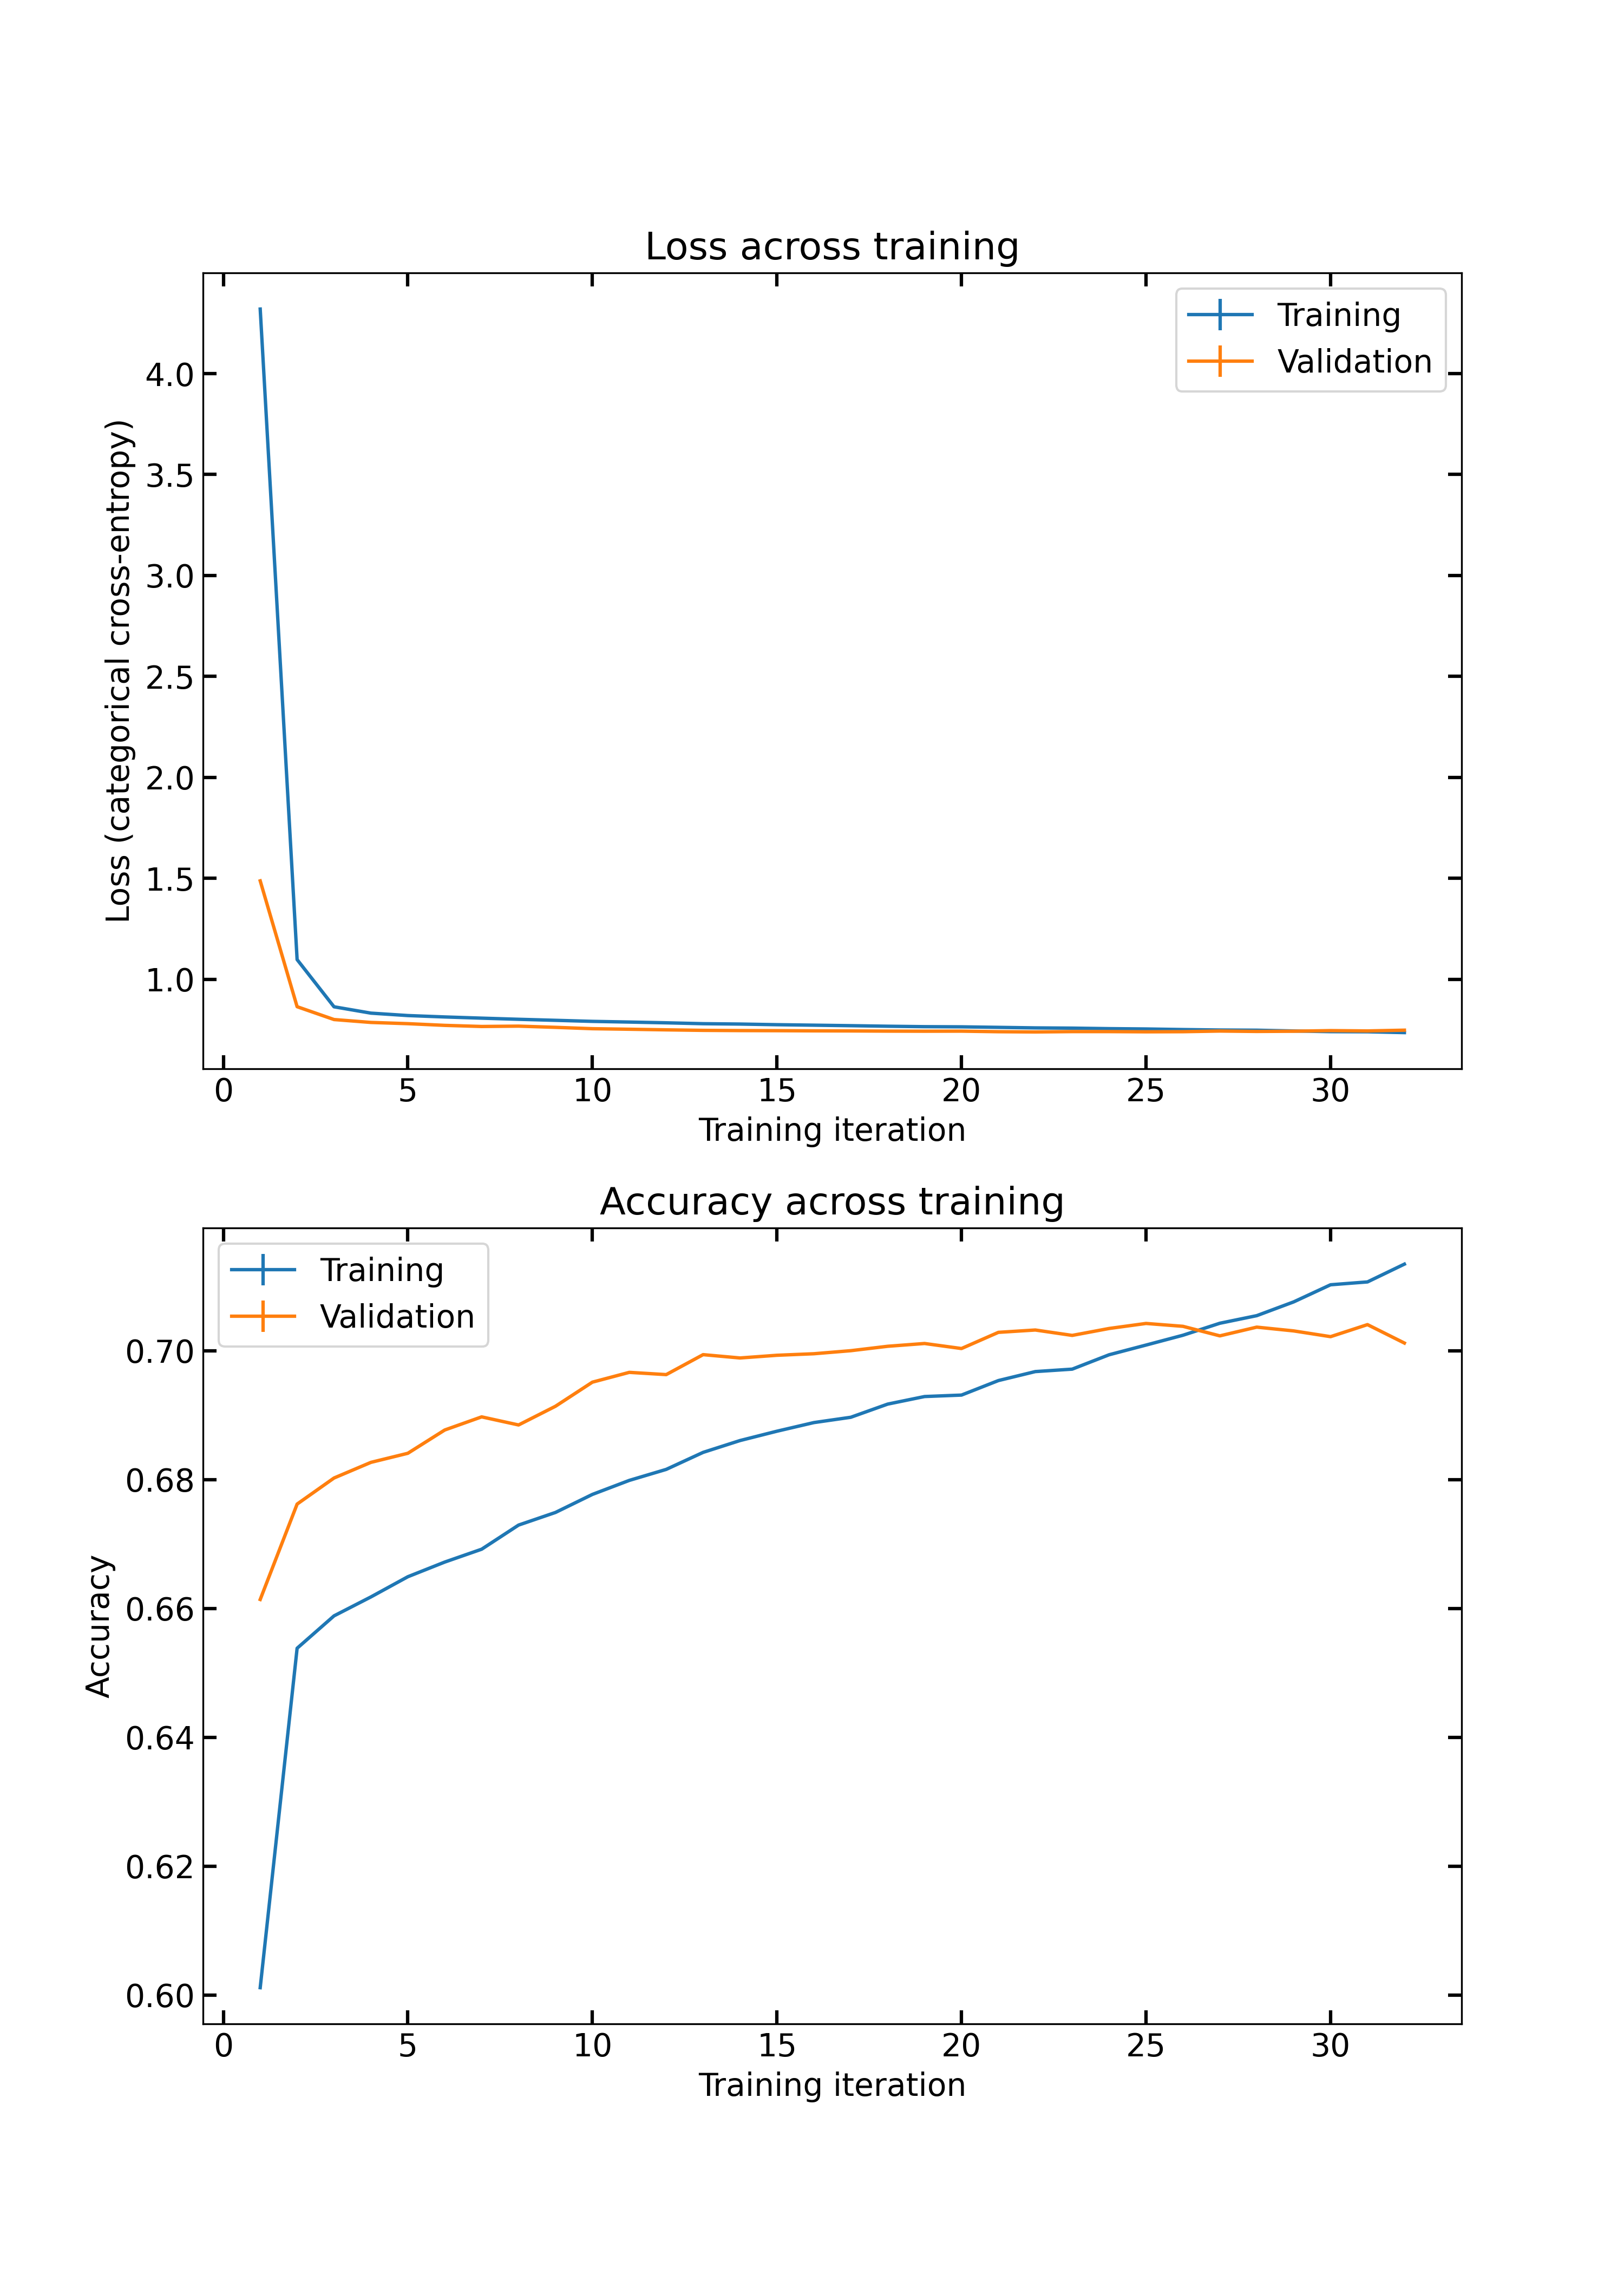 Loss across training
Training
Validation
4.0
3.5
3.0
2.5
2.0
1.5
1.0
Loss (categorical cross-entropy)
0 5 10 15 20 25 30
Training iteration
Accuracy across training
Training
Validation
0.70
0.68
0.66
0.64
0.62
0.60
Accuracy
0 5 10 15 20 25 30
Training iteration